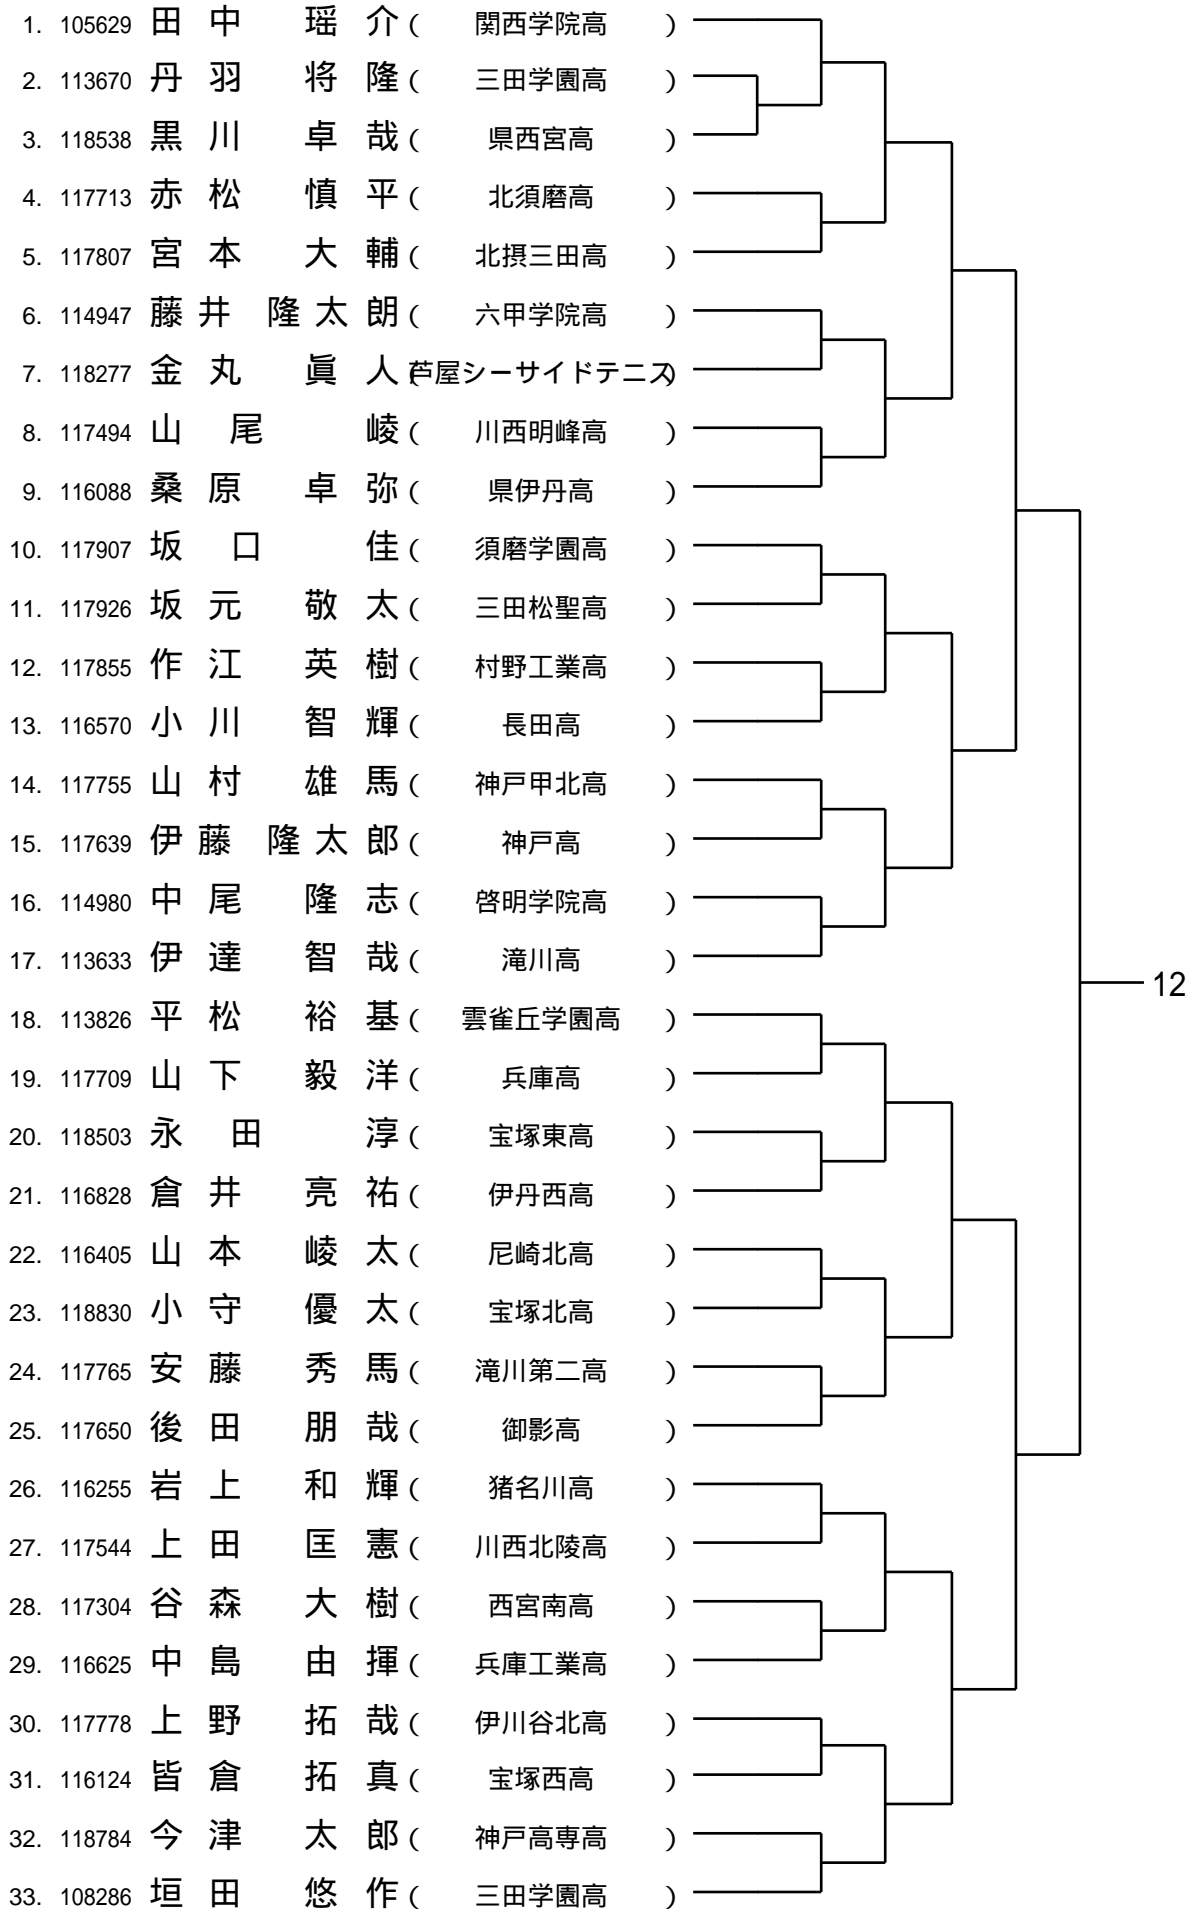 1. 105629 田中 瑶介 ( 関西学院高 )
2. 113670 丹羽 将隆 ( 三田学園高 )
3. 118538 黒川 卓哉 ( 県西宮高 )
4. 117713 赤松 慎平 ( 北須磨高 )
5. 117807 宮本 大輔 ( 北摂三田高 )
6. 114947 藤井 隆太朗 ( 六甲学院高 )
7. 118277 金丸 眞人 ( 芦屋シーサイドテニス )
8. 117494 山尾 崚 ( 川西明峰高 )
9. 116088 桑原 卓弥 ( 県伊丹高 )
10. 117907 坂口 佳 ( 須磨学園高 )
11. 117926 坂元 敬太 ( 三田松聖高 )
12. 117855 作江 英樹 ( 村野工業高 )
13. 116570 小川 智輝 ( 長田高 )
14. 117755 山村 雄馬 ( 神戸甲北高 )
15. 117639 伊藤 隆太郎 ( 神戸高 )
16. 114980 中尾 隆志 ( 啓明学院高 )
17. 113633 伊達 智哉 ( 滝川高 )
12
18. 113826 平松 裕基 ( 雲雀丘学園高 )
19. 117709 山下 毅洋 ( 兵庫高 )
20. 118503 永田 淳 ( 宝塚東高 )
21. 116828 倉井 亮祐 ( 伊丹西高 )
22. 116405 山本 崚太 ( 尼崎北高 )
23. 118830 小守 優太 ( 宝塚北高 )
24. 117765 安藤 秀馬 ( 滝川第二高 )
25. 117650 後田 朋哉 ( 御影高 )
26. 116255 岩上 和輝 ( 猪名川高 )
27. 117544 上田 匡憲 ( 川西北陵高 )
28. 117304 谷森 大樹 ( 西宮南高 )
29. 116625 中島 由揮 ( 兵庫工業高 )
30. 117778 上野 拓哉 ( 伊川谷北高 )
31. 116124 皆倉 拓真 ( 宝塚西高 )
32. 118784 今津 太郎 ( 神戸高専高 )
33. 108286 垣田 悠作 ( 三田学園高 )